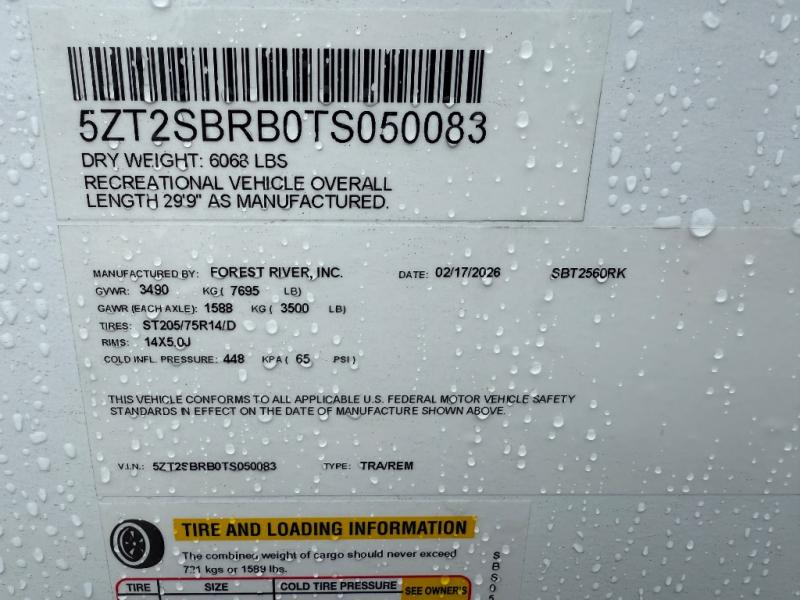 5ZT2SBRB0TS050083
DRY WEIGHT: 6068 LBS
RECREATIONAL VEHICLE OVERALL
LENGTH 29'9" AS MANUFACTURED.
MANUFACTURED BY: FOREST RIVER, INC. DATE: 02/17/2026 SBT2560RK
GVWR: 3490 KG ( 7695 LB)
GAWR (EACH AXLE): 1588 KG ( 3500 LB)
TIRES: ST205/75R14/D
RIMS: 14X5.0J
COLD INFL. PRESSURE: 448 KPA ( 65 PSI)
THIS VEHICLE CONFORMS TO ALL APPLICABLE U.S. FEDERAL MOTOR VEHICLE SAFETY
STANDARDS IN EFFECT ON THE DATE OF MANUFACTURE SHOWN ABOVE.
V.I.N.: 5ZT2SBRB0TS050083 TYPE: TRA/REM
TIRE AND LOADING INFORMATION
The combined weight of cargo should never exceed
721 kgs or 1589 lbs.
TIRE SIZE COLD TIRE PRESSURE SEE OWNER'S